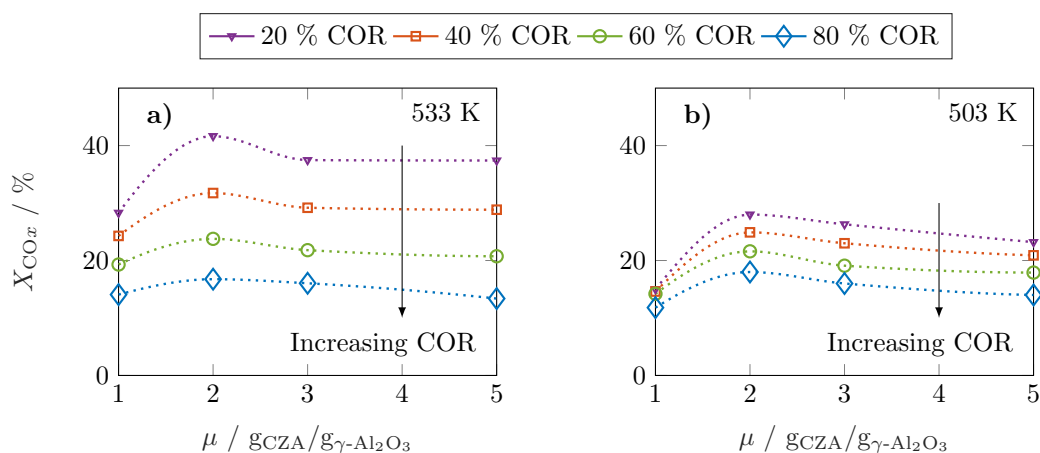 20 % COR 40 % COR 60 % COR 80 % COR
a) 533 K
b) 503 K
40
20
0
1 2 3 4 5
Increasing COR
X_COx / %
μ / g_CZA/g_γ-Al₂O₃
40
20
0
1 2 3 4 5
Increasing COR
μ / g_CZA/g_γ-Al₂O₃